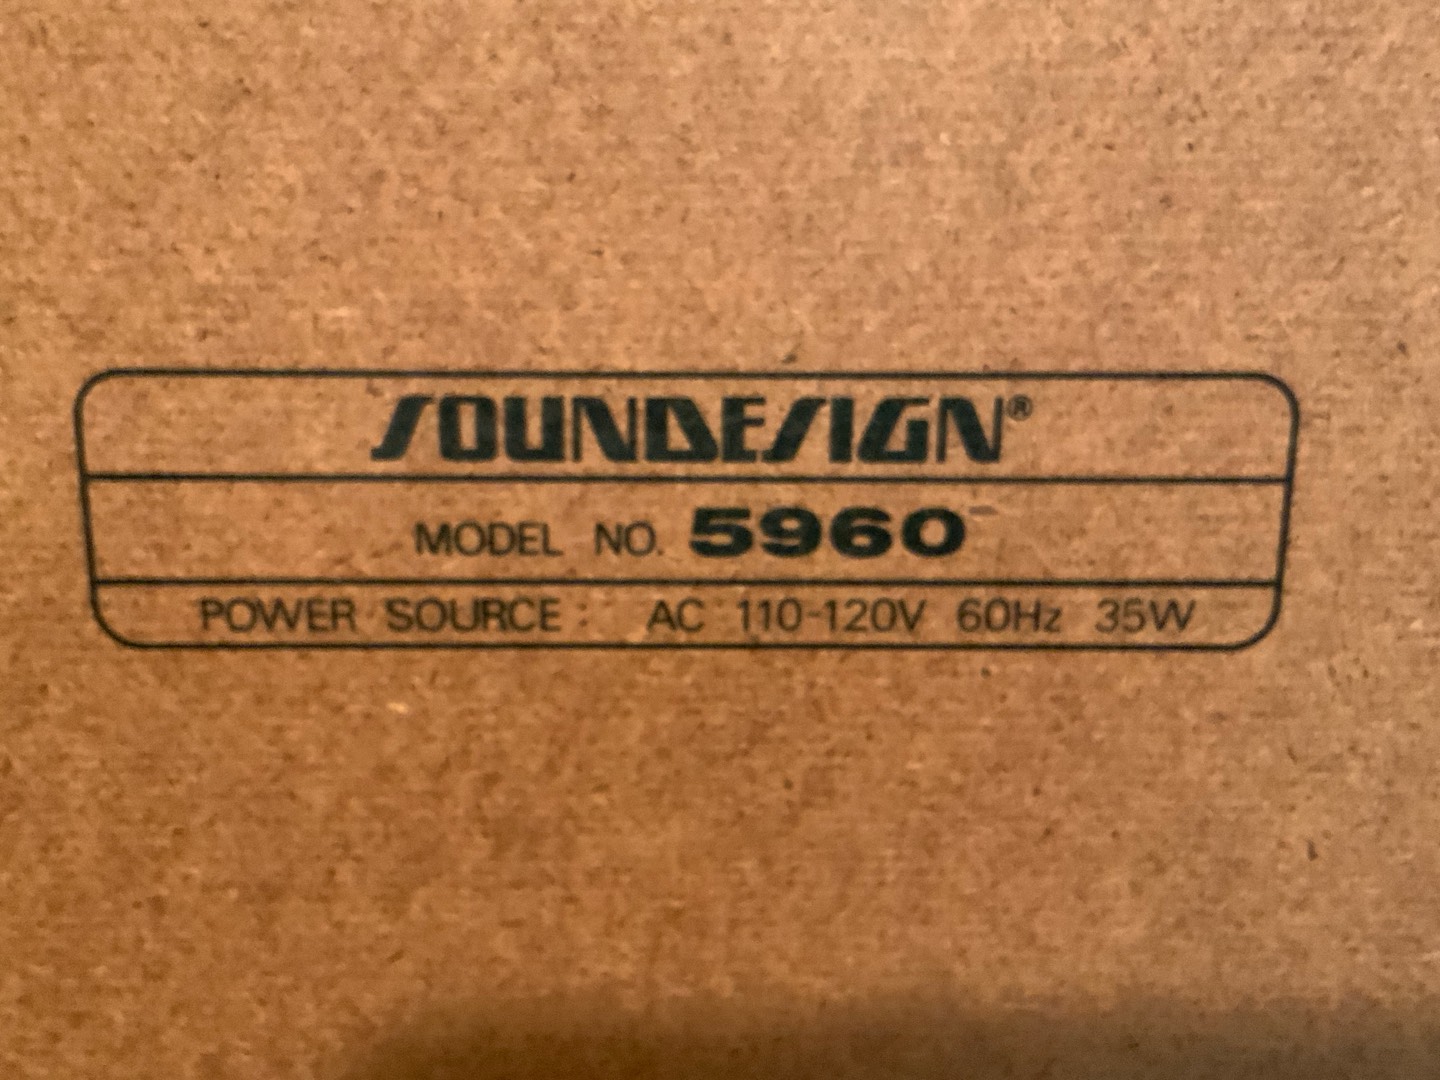 SOUNDESIGN®
MODEL NO. 5960
POWER SOURCE : AC 110-120V 60Hz 35W